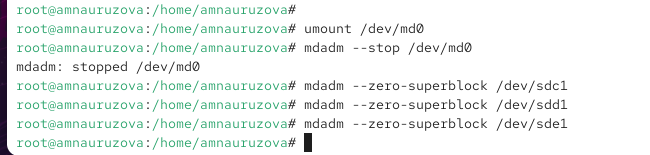 root@amnauruzova:/home/amnauruzova#
root@amnauruzova:/home/amnauruzova# umount /dev/md0
root@amnauruzova:/home/amnauruzova# mdadm --stop /dev/md0
mdadm: stopped /dev/md0
root@amnauruzova:/home/amnauruzova# mdadm --zero-superblock /dev/sdc1
root@amnauruzova:/home/amnauruzova# mdadm --zero-superblock /dev/sdd1
root@amnauruzova:/home/amnauruzova# mdadm --zero-superblock /dev/sde1
root@amnauruzova:/home/amnauruzova#